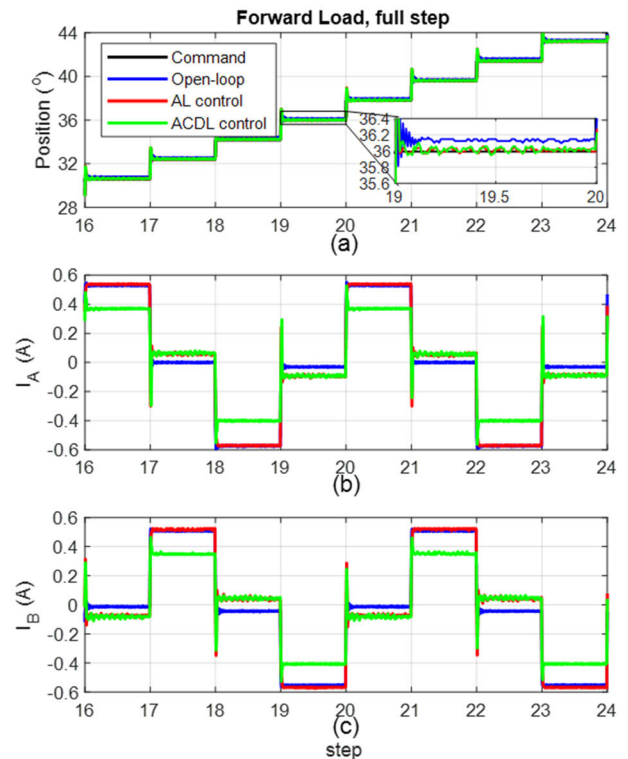 Forward Load, full step
Position (°)
44
40
36
32
28
Command
Open-loop
AL control
ACDL control
36.4
36.2
36
35.8
35.6
19
19.5
20
16 17 18 19 20 21 22 23 24
(a)
I_A (A)
0.6
0.4
0.2
0
-0.2
-0.4
-0.6
16 17 18 19 20 21 22 23 24
(b)
I_B (A)
0.6
0.4
0.2
0
-0.2
-0.4
-0.6
16 17 18 19 20 21 22 23 24
(c)
step